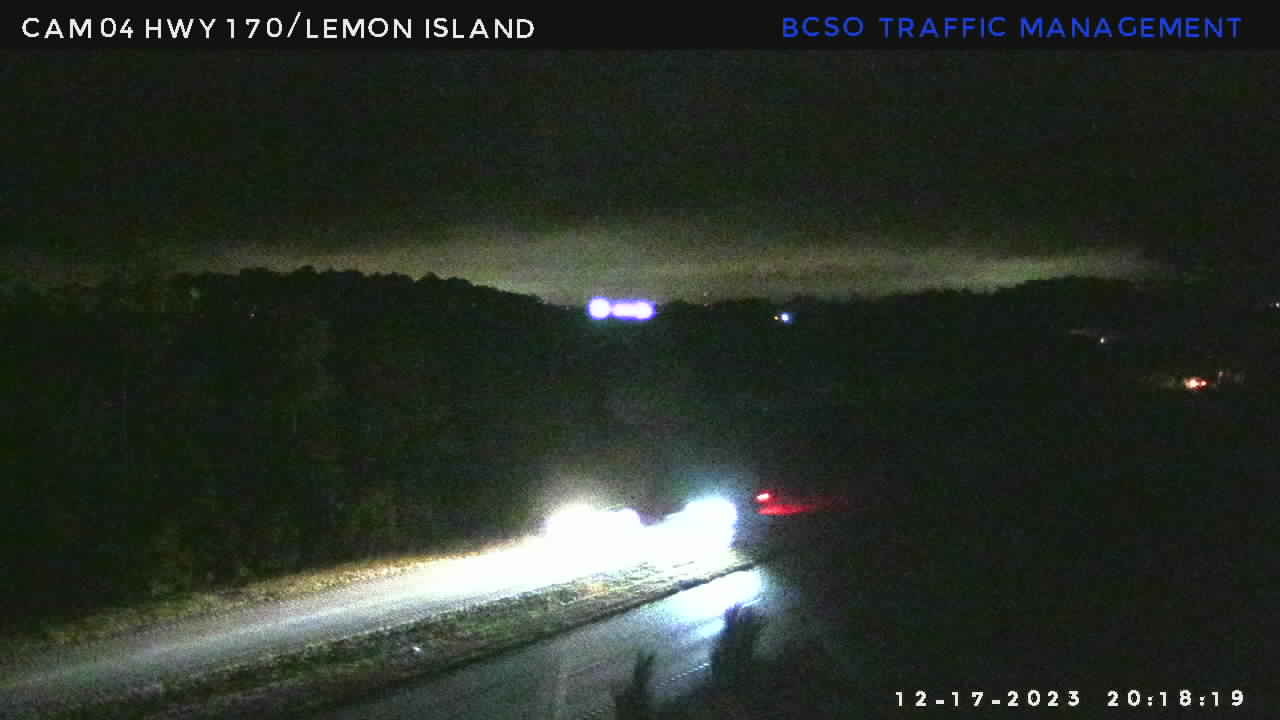 CAM04 HWY 170/LEMON ISLAND
BCSO TRAFFIC MANAGEMENT
12-17-2023 20:18:19